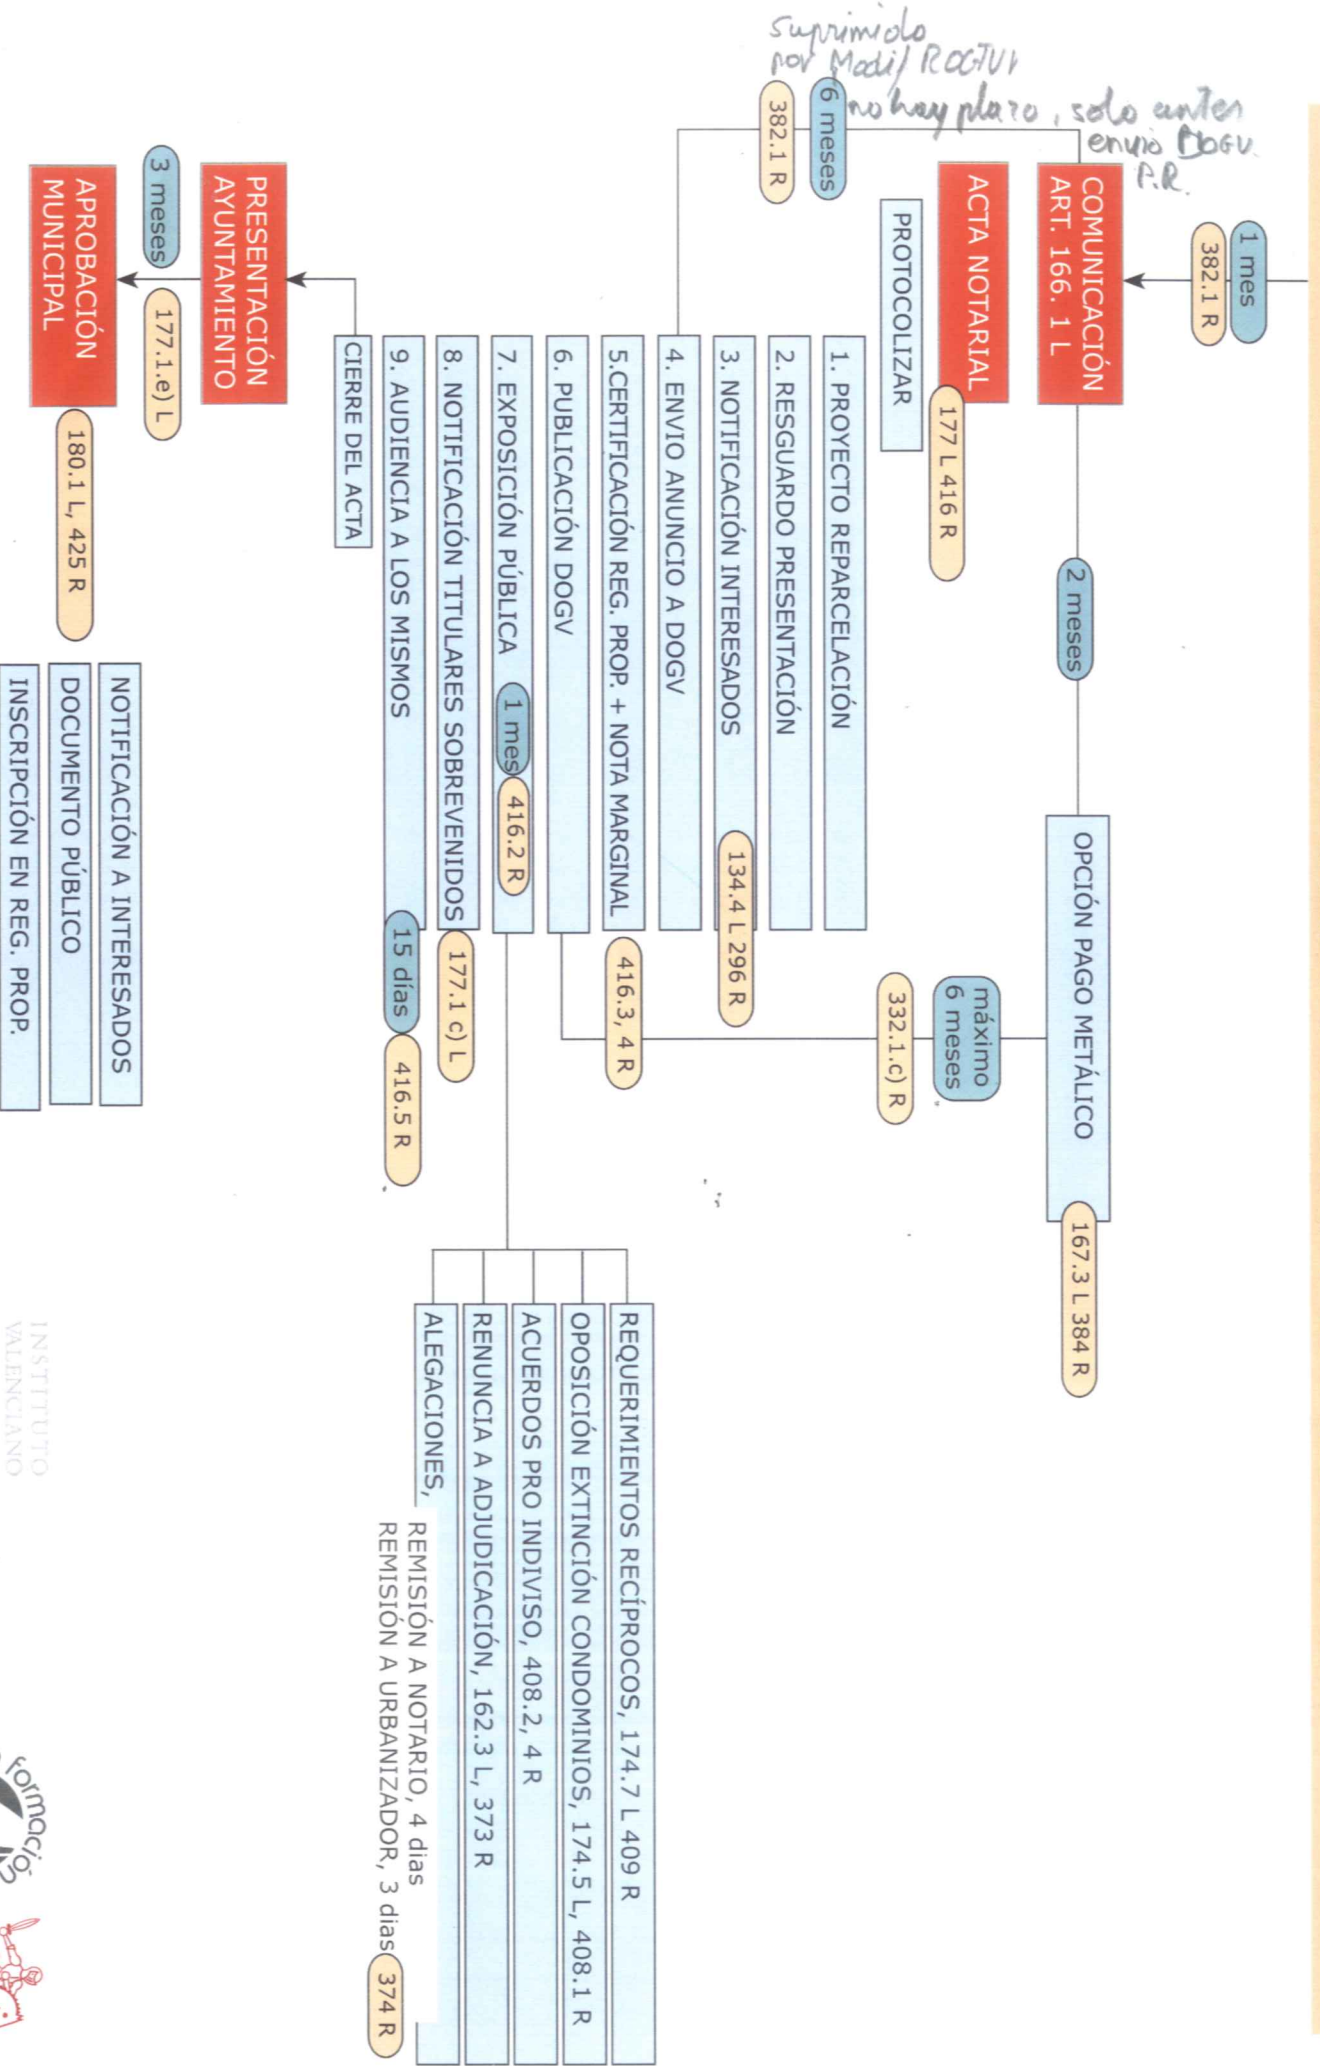 suprimido
por Modif ROGTUV
no hay plazo, solo antes
envio DOGV.
P.R.
1 mes
382.1 R
COMUNICACIÓN
ART. 166. 1 L
2 meses
OPCIÓN PAGO METÁLICO
167.3 L 384 R
6 meses
382.1 R
máximo
6 meses
332.1.c) R
ACTA NOTARIAL
177 L 416 R
PROTOCOLIZAR
1. PROYECTO REPARCELACIÓN
2. RESGUARDO PRESENTACIÓN
3. NOTIFICACIÓN INTERESADOS
134.4 L 296 R
4. ENVIO ANUNCIO A DOGV
5.CERTIFICACIÓN REG. PROP. + NOTA MARGINAL
416.3, 4 R
6. PUBLICACIÓN DOGV
7. EXPOSICIÓN PÚBLICA
1 mes
416.2 R
8. NOTIFICACIÓN TITULARES SOBREVENIDOS
177.1 c) L
9. AUDIENCIA A LOS MISMOS
15 días
416.5 R
CIERRE DEL ACTA
REQUERIMIENTOS RECÍPROCOS, 174.7 L 409 R
OPOSICIÓN EXTINCIÓN CONDOMINIOS, 174.5 L, 408.1 R
ACUERDOS PRO INDIVISO, 408.2, 4 R
RENUNCIA A ADJUDICACIÓN, 162.3 L, 373 R
ALEGACIONES,
REMISIÓN A NOTARIO, 4 dias
REMISIÓN A URBANIZADOR, 3 dias
374 R
PRESENTACIÓN
AYUNTAMIENTO
3 meses
177.1.e) L
APROBACIÓN
MUNICIPAL
180.1 L, 425 R
NOTIFICACIÓN A INTERESADOS
DOCUMENTO PÚBLICO
INSCRIPCIÓN EN REG. PROP.
INSTITUTO
VALENCIANO
formació